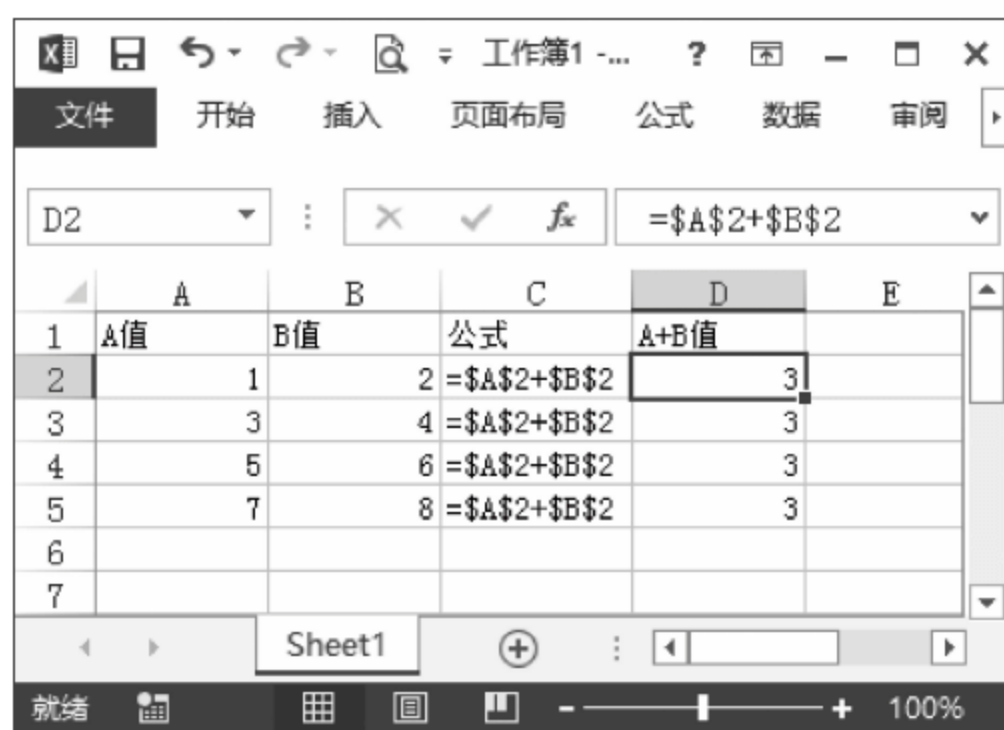 工作簿1 -... ?
文件 开始 插入 页面布局 公式 数据 审阅
D2 fx =$A$2+$B$2
A B C D E
1 A值 B值 公式 A+B值
2 1 2 =$A$2+$B$2 3
3 3 4 =$A$2+$B$2 3
4 5 6 =$A$2+$B$2 3
5 7 8 =$A$2+$B$2 3
6
7
Sheet1
就绪 100%